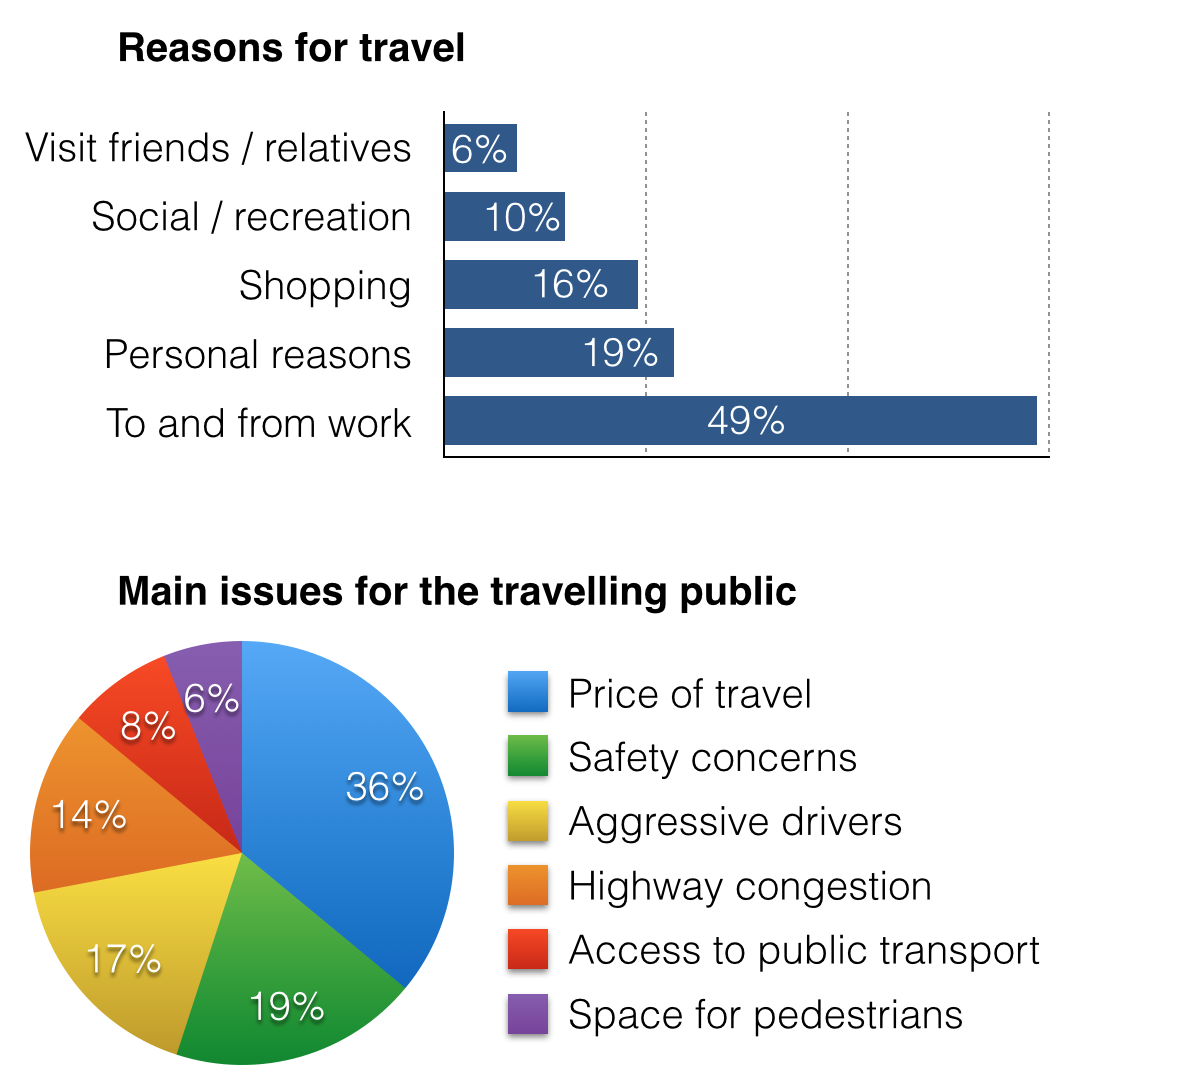 Reasons for travel
Visit friends / relatives 6%
Social / recreation 10%
Shopping 16%
Personal reasons 19%
To and from work 49%
Main issues for the travelling public
6%
8%
36%
14%
17%
19%
Price of travel
Safety concerns
Aggressive drivers
Highway congestion
Access to public transport
Space for pedestrians